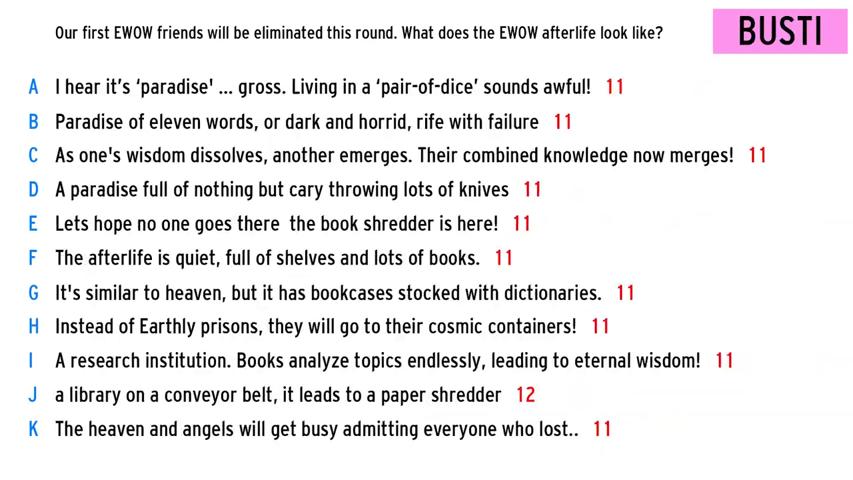 Our first EWOW friends will be eliminated this round. What does the EWOW afterlife look like?
BUSTI
A I hear it's ‘paradise' ... gross. Living in a ‘pair-of-dice’ sounds awful! 11
B Paradise of eleven words, or dark and horrid, rife with failure 11
C As one's wisdom dissolves, another emerges. Their combined knowledge now merges! 11
D A paradise full of nothing but cary throwing lots of knives 11
E Lets hope no one goes there  the book shredder is here! 11
F The afterlife is quiet, full of shelves and lots of books. 11
G It's similar to heaven, but it has bookcases stocked with dictionaries. 11
H Instead of Earthly prisons, they will go to their cosmic containers! 11
I A research institution. Books analyze topics endlessly, leading to eternal wisdom! 11
J a library on a conveyor belt, it leads to a paper shredder 12
K The heaven and angels will get busy admitting everyone who lost.. 11